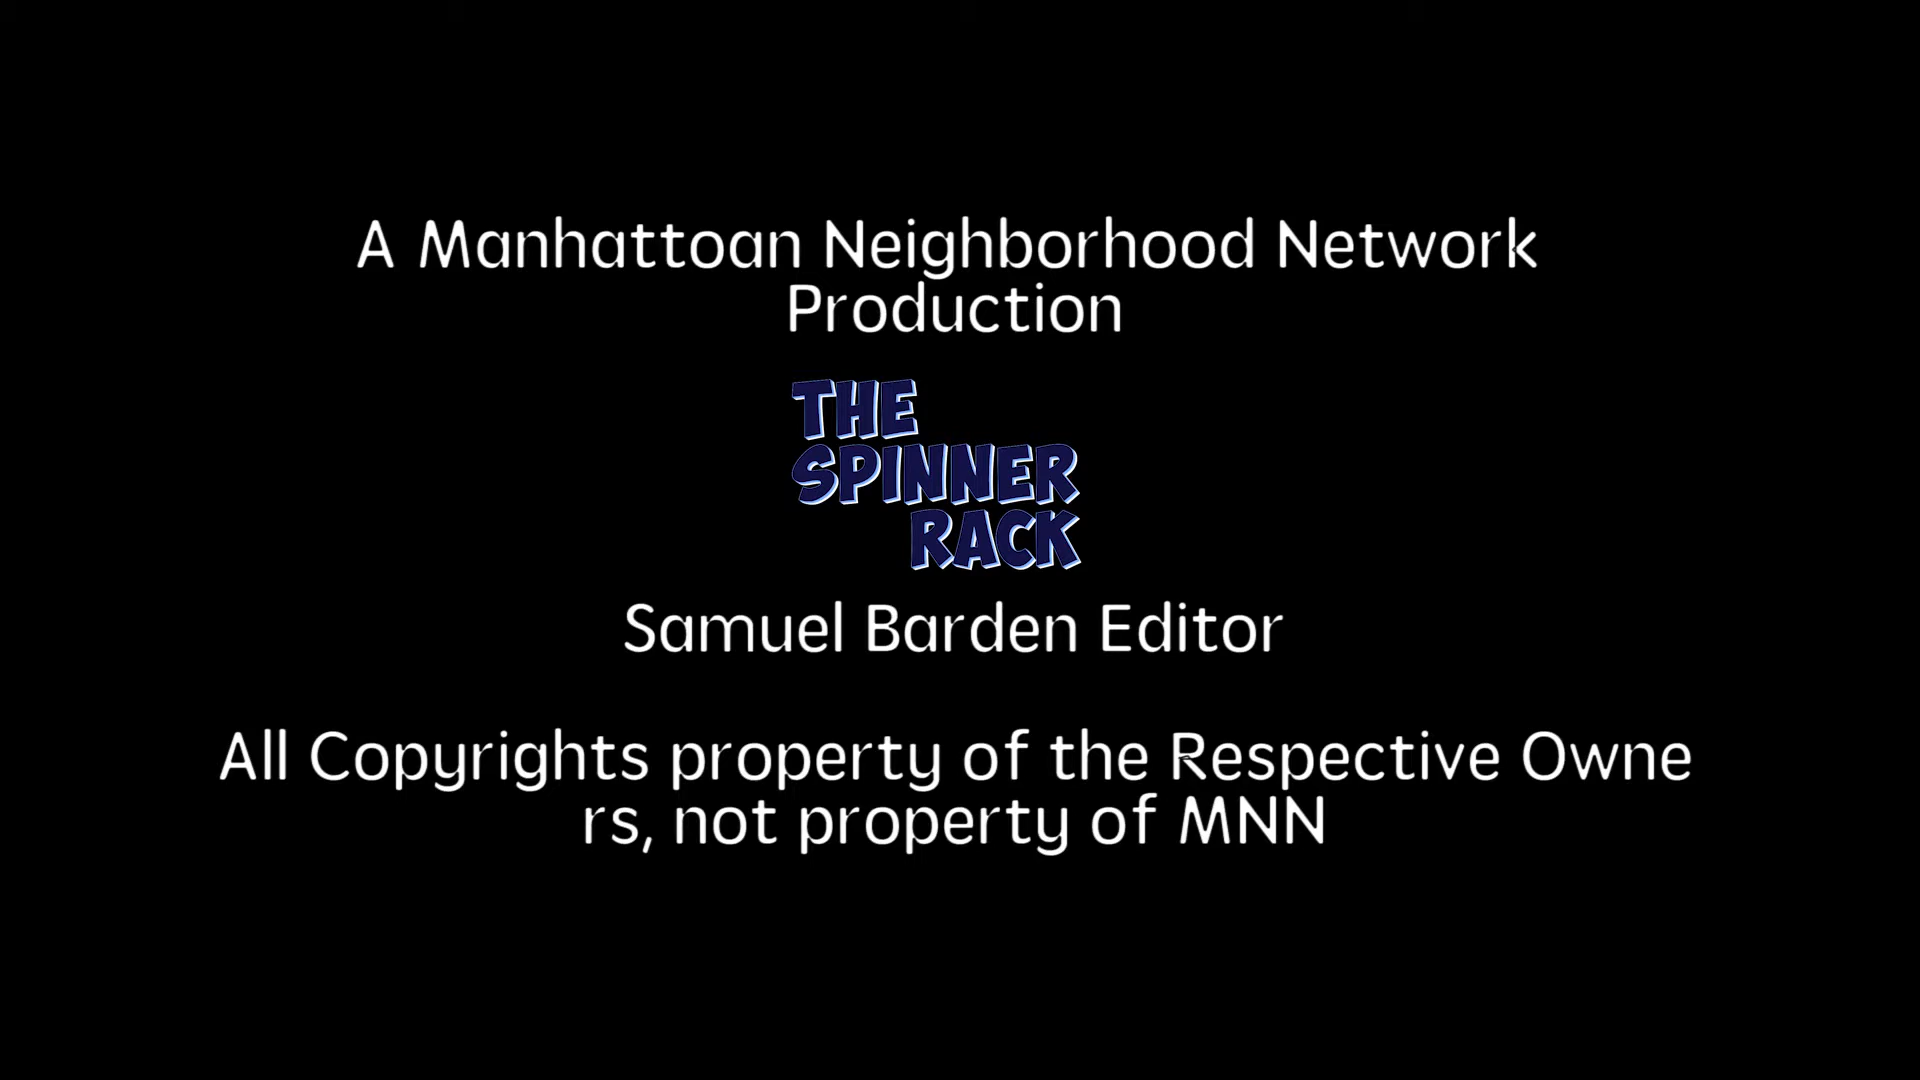 A Manhattoan Neighborhood Network
Production
THE
SPINNER
RACK
Samuel Barden Editor
All Copyrights property of the Respective Owne
rs, not property of MNN